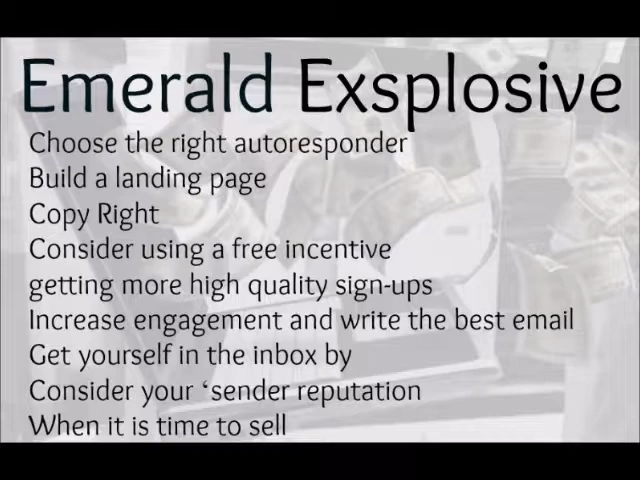 Emerald Exsplosive
Choose the right autoresponder
Build a landing page
Copy Right
Consider using a free incentive
getting more high quality sign-ups
Increase engagement and write the best email
Get yourself in the inbox by
Consider your ‘sender reputation
When it is time to sell